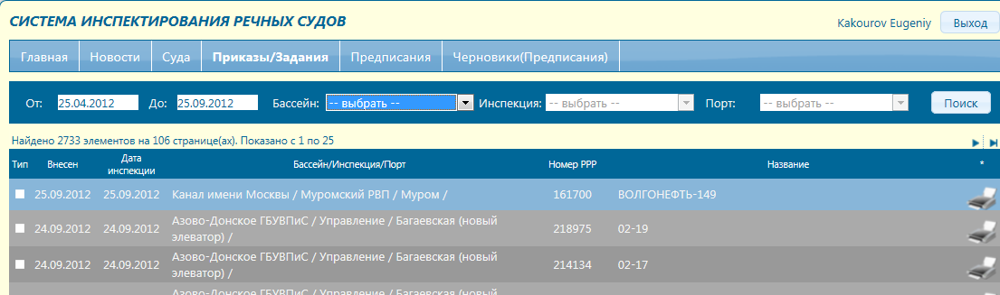 СИСТЕМА ИНСПЕКТИРОВАНИЯ РЕЧНЫХ СУДОВ
Kakourov Eugeniy Выход
Главная Новости Суда Приказы/Задания Предписания Черновики(Предписания)
От: 25.04.2012 До: 25.09.2012 Бассейн: -- выбрать -- Инспекция: -- выбрать -- Порт: -- выбрать -- Поиск
Найдено 2733 элементов на 106 странице(ах). Показано с 1 по 25
Тип Внесен Дата инспекции Бассейн/Инспекция/Порт Номер РРР Название *
25.09.2012 25.09.2012 Канал имени Москвы / Муромский РВП / Муром / 161700 ВОЛГОНЕФТЬ-149
24.09.2012 24.09.2012 Азово-Донское ГБУВПиС / Управление / Багаевская (новый элеватор) / 218975 02-19
24.09.2012 24.09.2012 Азово-Донское ГБУВПиС / Управление / Багаевская (новый элеватор) / 214134 02-17
Азово-Донское ГБУВПиС / Управление / Багаевская (новый